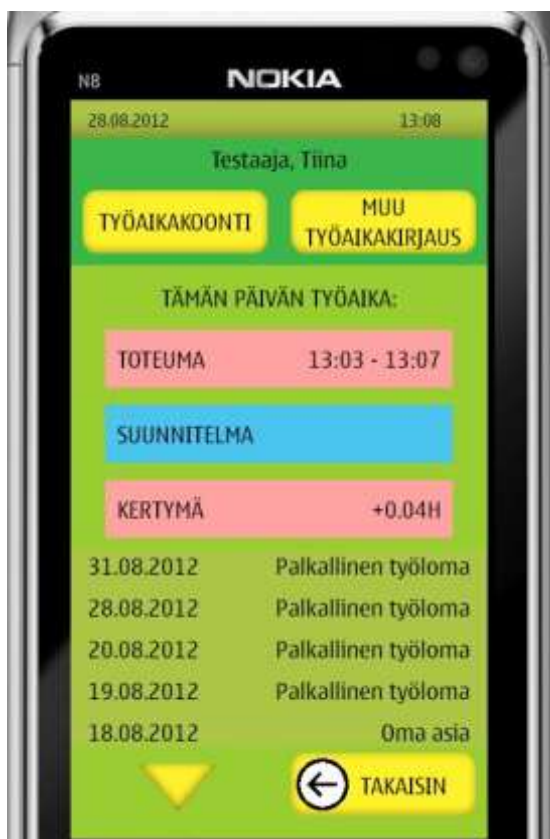 N8 NOKIA
28.08.2012 13:08
Testaaja, Tiina
TYÖAIKAKOONTI
MUU
TYÖAIKAKIRJAUS
TÄMÄN PÄIVÄN TYÖAIKA:
TOTEUMA 13:03 - 13:07
SUUNNITELMA
KERTYMÄ +0.04H
31.08.2012 Palkallinen työloma
28.08.2012 Palkallinen työloma
20.08.2012 Palkallinen työloma
19.08.2012 Palkallinen työloma
18.08.2012 Oma asia
TAKAISIN